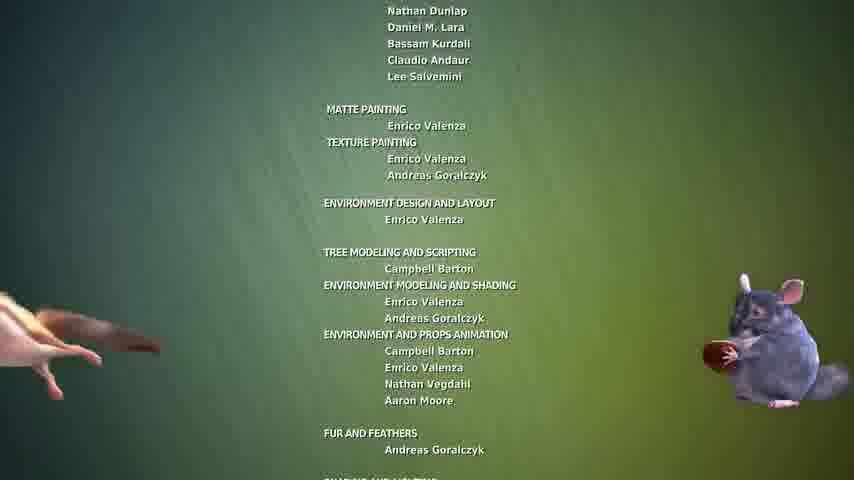 Nathan Dunlap
Daniel M. Lara
Bassam Kurdali
Claudio Andaur
Lee Salvemini
MATTE PAINTING
Enrico Valenza
TEXTURE PAINTING
Enrico Valenza
Andreas Goralczyk
ENVIRONMENT DESIGN AND LAYOUT
Enrico Valenza
TREE MODELING AND SCRIPTING
Campbell Barton
ENVIRONMENT MODELING AND SHADING
Enrico Valenza
Andreas Goralczyk
ENVIRONMENT AND PROPS ANIMATION
Campbell Barton
Enrico Valenza
Nathan Vegdahl
Aaron Moore
FUR AND FEATHERS
Andreas Goralczyk